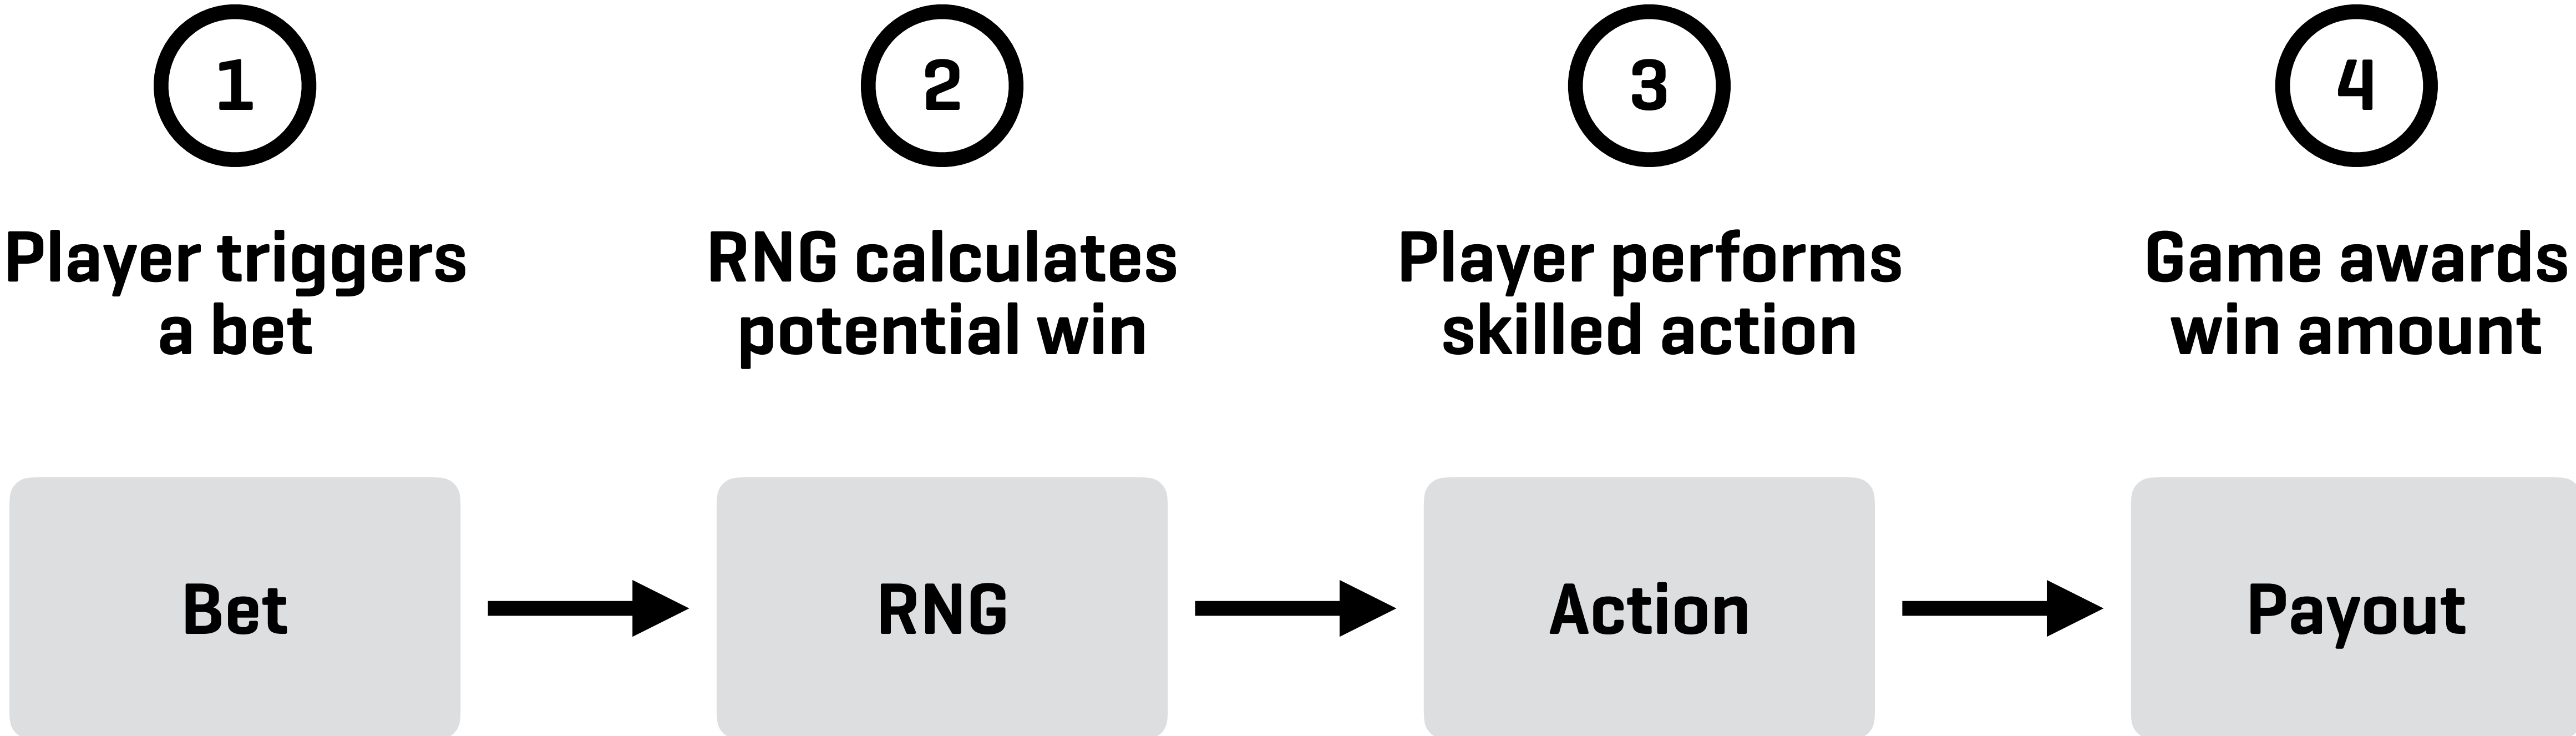 1
2
3
4
Player triggers
a bet
RNG calculates
potential win
Player performs
skilled action
Game awards
win amount
Bet
RNG
Action
Payout